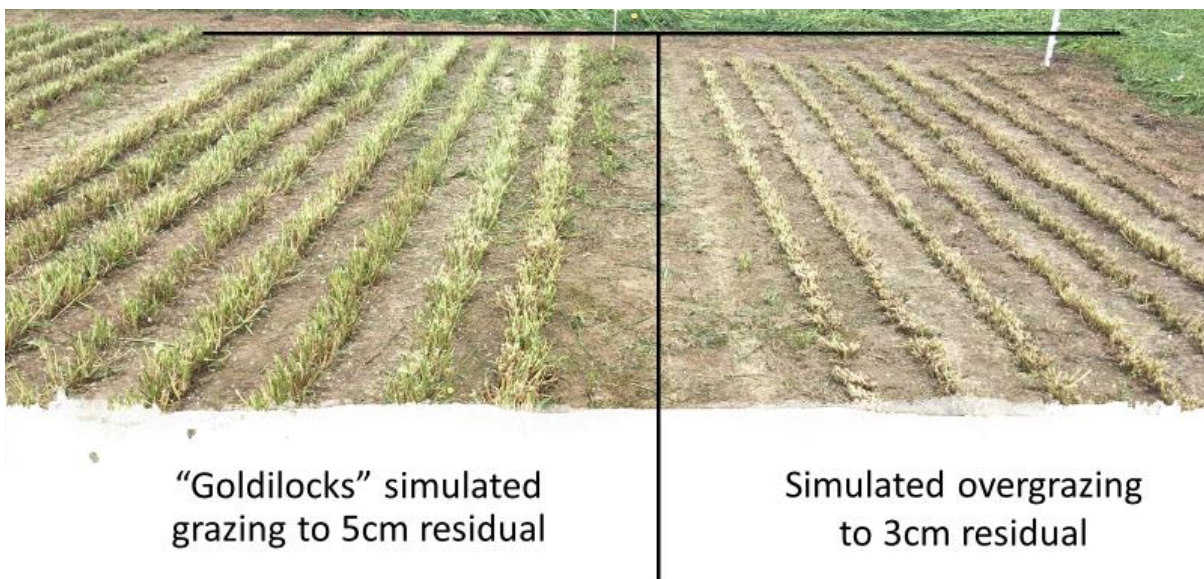 “Goldilocks” simulated
grazing to 5cm residual
Simulated overgrazing
to 3cm residual